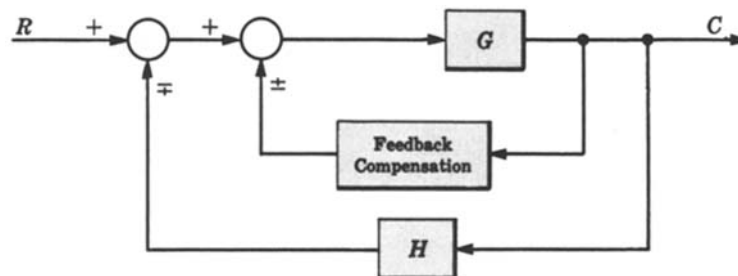 R + + G C
∓ ±
Feedback
Compensation
H